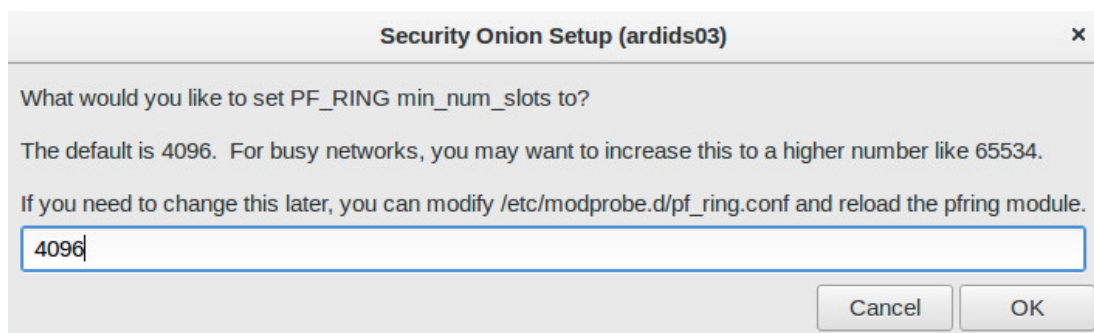 Security Onion Setup (ardids03)
What would you like to set PF_RING min_num_slots to?
The default is 4096.  For busy networks, you may want to increase this to a higher number like 65534.
If you need to change this later, you can modify /etc/modprobe.d/pf_ring.conf and reload the pfring module.
4096
Cancel OK